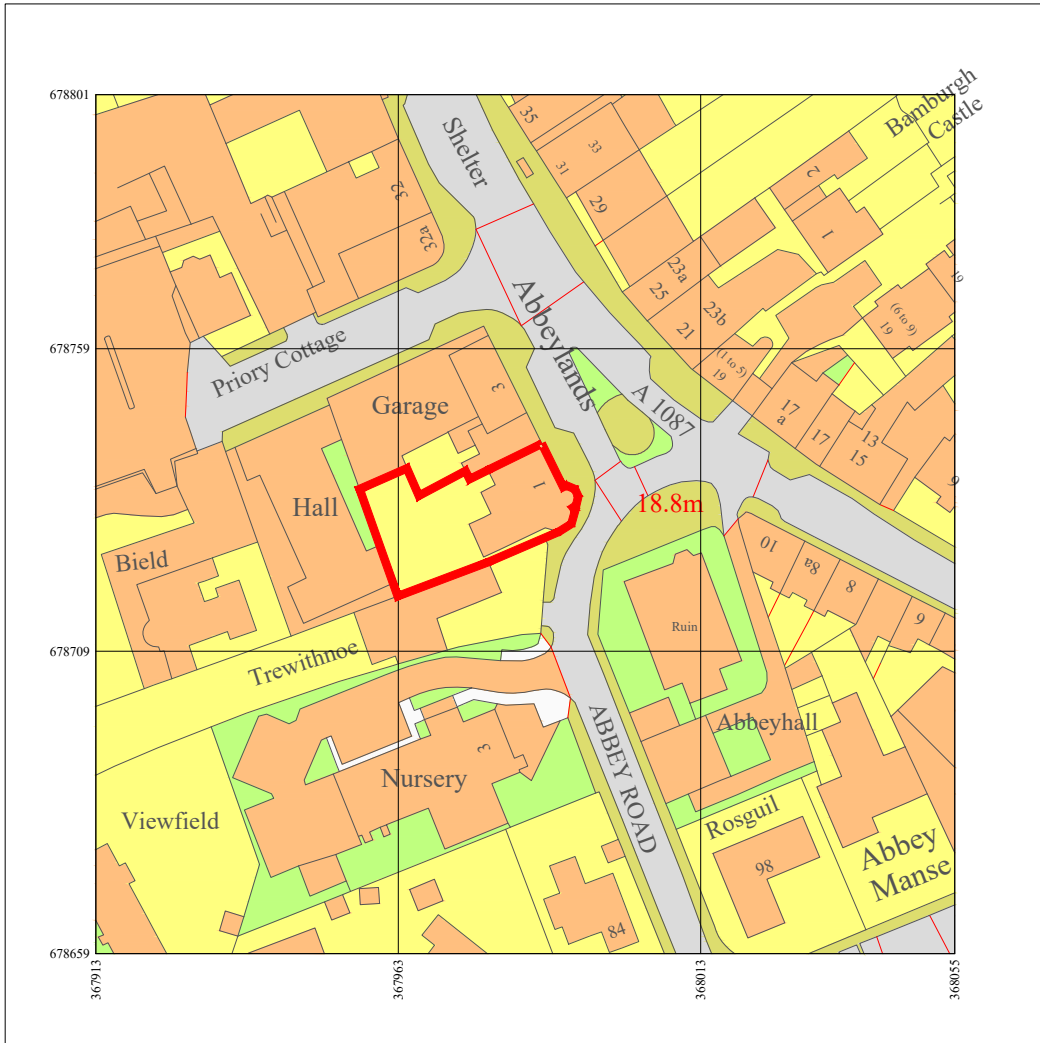 678801
Bamburgh
Castle
Shelter
35
33
31
29
2
1
32
32a
23a
25
23b
21
19
(6 to 9)
19
(1 to 5)
19
Abbeylands
678759
Priory Cottage
A 1087
Garage
3
17
a
17
13
15
9
Hall
1
18.8m
10
8a
8
6
Bield
Ruin
678709
Trewithnoe
ABBEY ROAD
Abbeyhall
Nursery
3
Viewfield
Rosguil
Abbey
Manse
98
84
678659
367913
367963
368013
368055